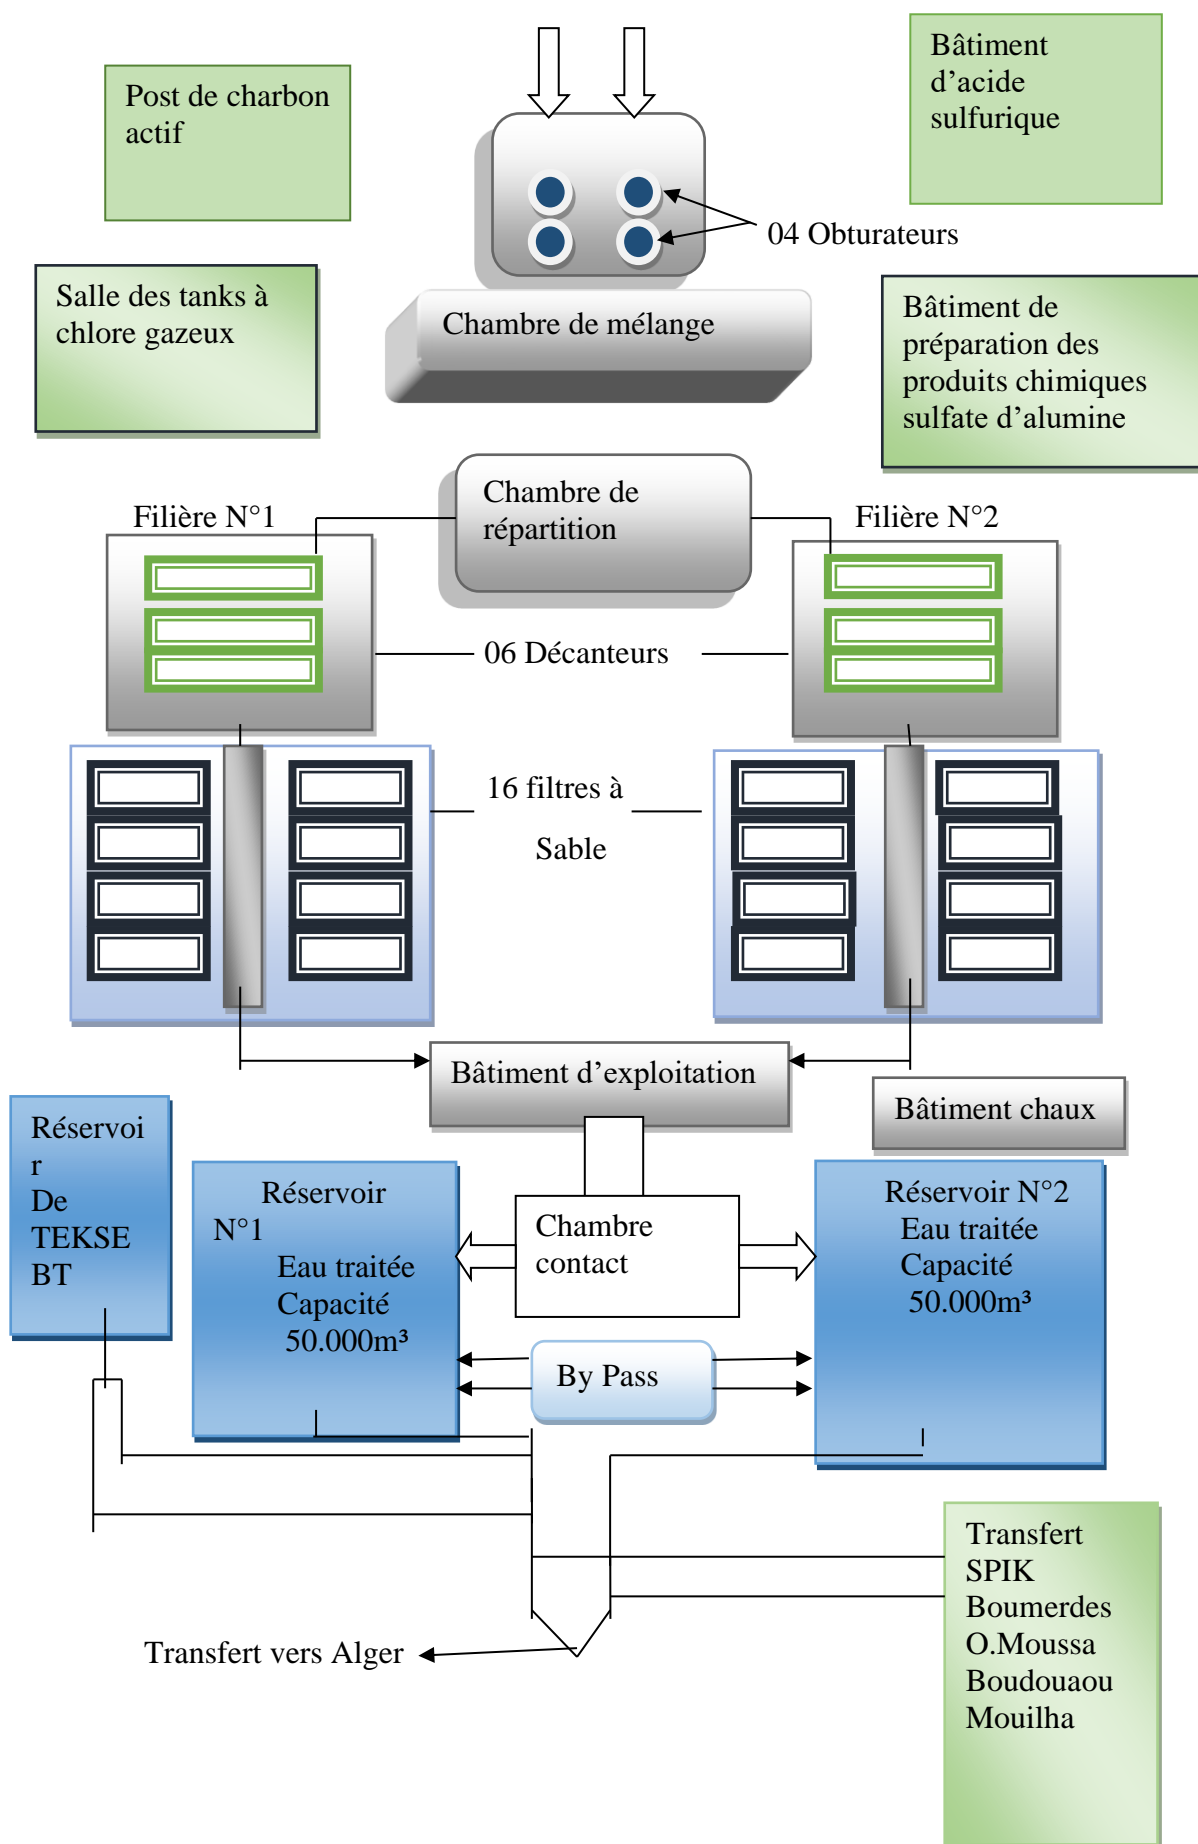 Post de charbon
actif
Bâtiment
d’acide
sulfurique
04 Obturateurs
Salle des tanks à
chlore gazeux
Chambre de mélange
Bâtiment de
préparation des
produits chimiques
sulfate d’alumine
Chambre de
répartition
Filière N°1
Filière N°2
06 Décanteurs
16 filtres à
Sable
Bâtiment d’exploitation
Bâtiment chaux
Réservoi
r
De
TEKSE
BT
Réservoir
N°1
Eau traitée
Capacité
50.000m³
Chambre
contact
Réservoir N°2
Eau traitée
Capacité
50.000m³
By Pass
Transfert
SPIK
Boumerdes
O.Moussa
Boudouaou
Mouilha
Transfert vers Alger